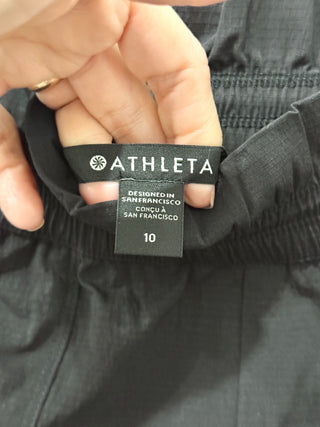 ATHLETA
DESIGNED IN
SAN FRANCISCO
CONÇU À
SAN FRANCISCO
10